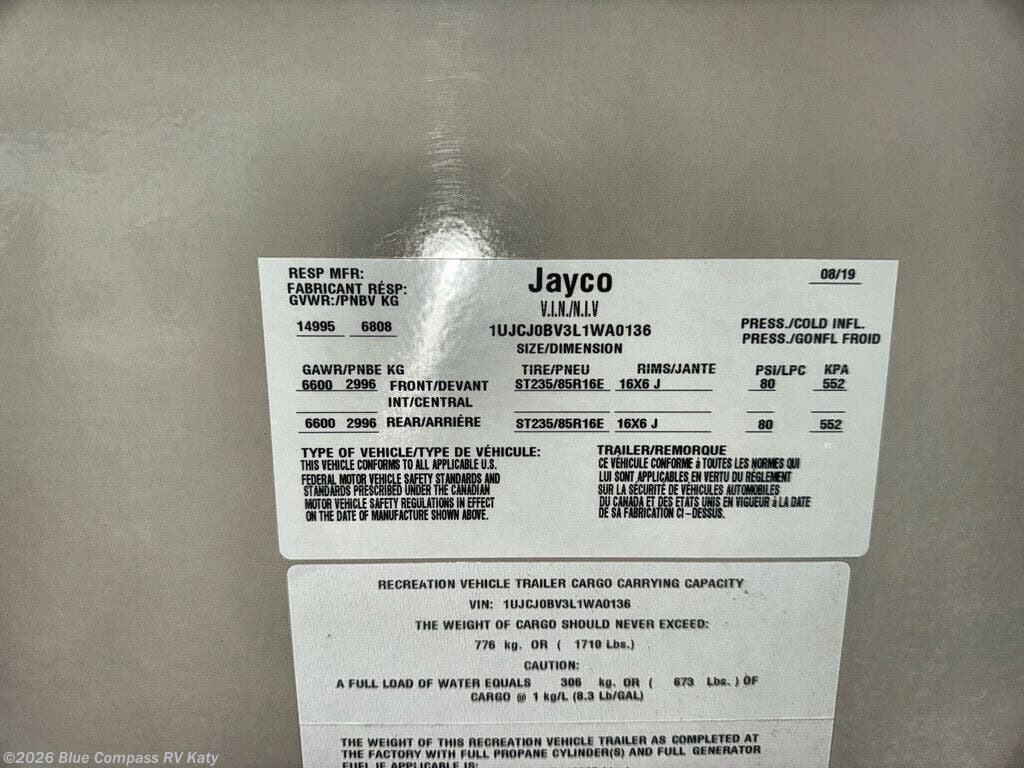 RESP MFR:
FABRICANT RÉSP:
GVWR:/PNBV KG
Jayco
08/19
V.I.N./N.I.V
14995 6808
1UJCJ0BV3L1WA0136
PRESS./COLD INFL.
PRESS./GONFL FROID
SIZE/DIMENSION
GAWR/PNBE KG TIRE/PNEU RIMS/JANTE PSI/LPC KPA
6600 2996 FRONT/DEVANT ST235/85R16E 16X6 J 80 552
INT/CENTRAL
6600 2996 REAR/ARRIÉRE ST235/85R16E 16X6 J 80 552
TYPE OF VEHICLE/TYPE DE VÉHICULE:
THIS VEHICLE CONFORMS TO ALL APPLICABLE U.S.
FEDERAL MOTOR VEHICLE SAFETY STANDARDS AND
STANDARDS PRESCRIBED UNDER THE CANADIAN
MOTOR VEHICLE SAFETY REGULATIONS IN EFFECT
ON THE DATE OF MANUFACTURE SHOWN ABOVE.
TRAILER/REMORQUE
CE VÉHICULE CONFORME à TOUTES LES NORMES QUI
LUI SONT APPLICABLES EN VERTU DU RÉGLEMENT
SUR LA SÉCURITÉ DE VÉHICULES AUTOMOBILES
DU CANADA ET DES ETATS UNIS EN VIGUEUR à LA DATE
DE SA FABRICATION CI-DESSUS.
RECREATION VEHICLE TRAILER CARGO CARRYING CAPACITY
VIN: 1UJCJ0BV3L1WA0136
THE WEIGHT OF CARGO SHOULD NEVER EXCEED:
776 kg. OR ( 1710 Lbs.)
CAUTION:
A FULL LOAD OF WATER EQUALS 306 kg. OR ( 673 Lbs. ) OF
CARGO @ 1 kg/L (8.3 Lb/GAL)
THE WEIGHT OF THIS RECREATION VEHICLE TRAILER AS COMPLETED AT
THE FACTORY WITH FULL PROPANE CYLINDER(S) AND FULL GENERATOR
FUEL IF APPLICABLE IS:
©2026 Blue Compass RV Katy